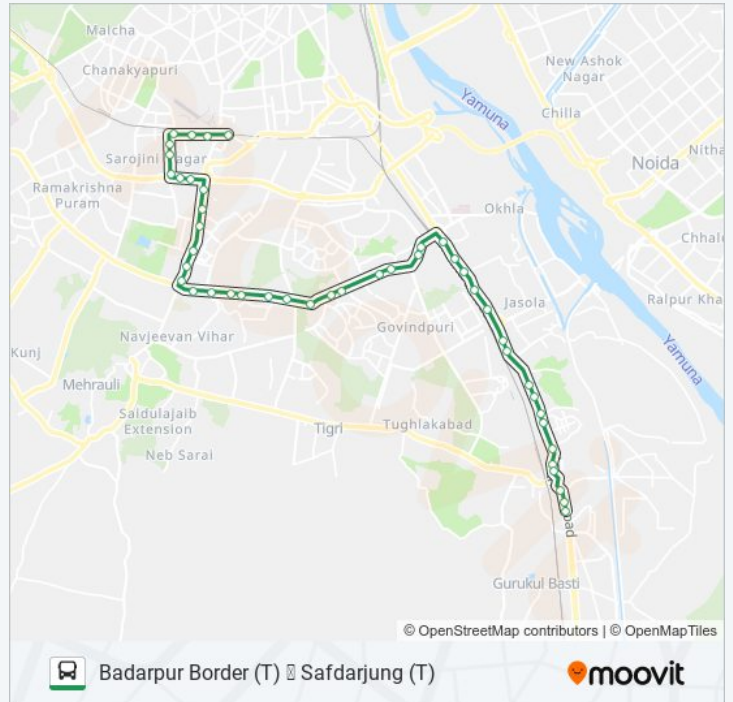 Malcha
Chanakyapuri
New Ashok
Nagar
Yamuna
Chilla
Sarojini Nagar
Noida
Nitha
Ramakrishna
Puram
Okhla
Chhal
Jasola
Ralpur Kha
Govindpuri
Navjeevan Vihar
Kunj
Yamuna
Mehrauli
Saidulajaib
Extension
Tigri
Tughlakabad
Neb Sarai
bad
Gurukul Basti
© OpenStreetMap contributors | © OpenMapTiles
Badarpur Border (T) Safdarjung (T)
moovit